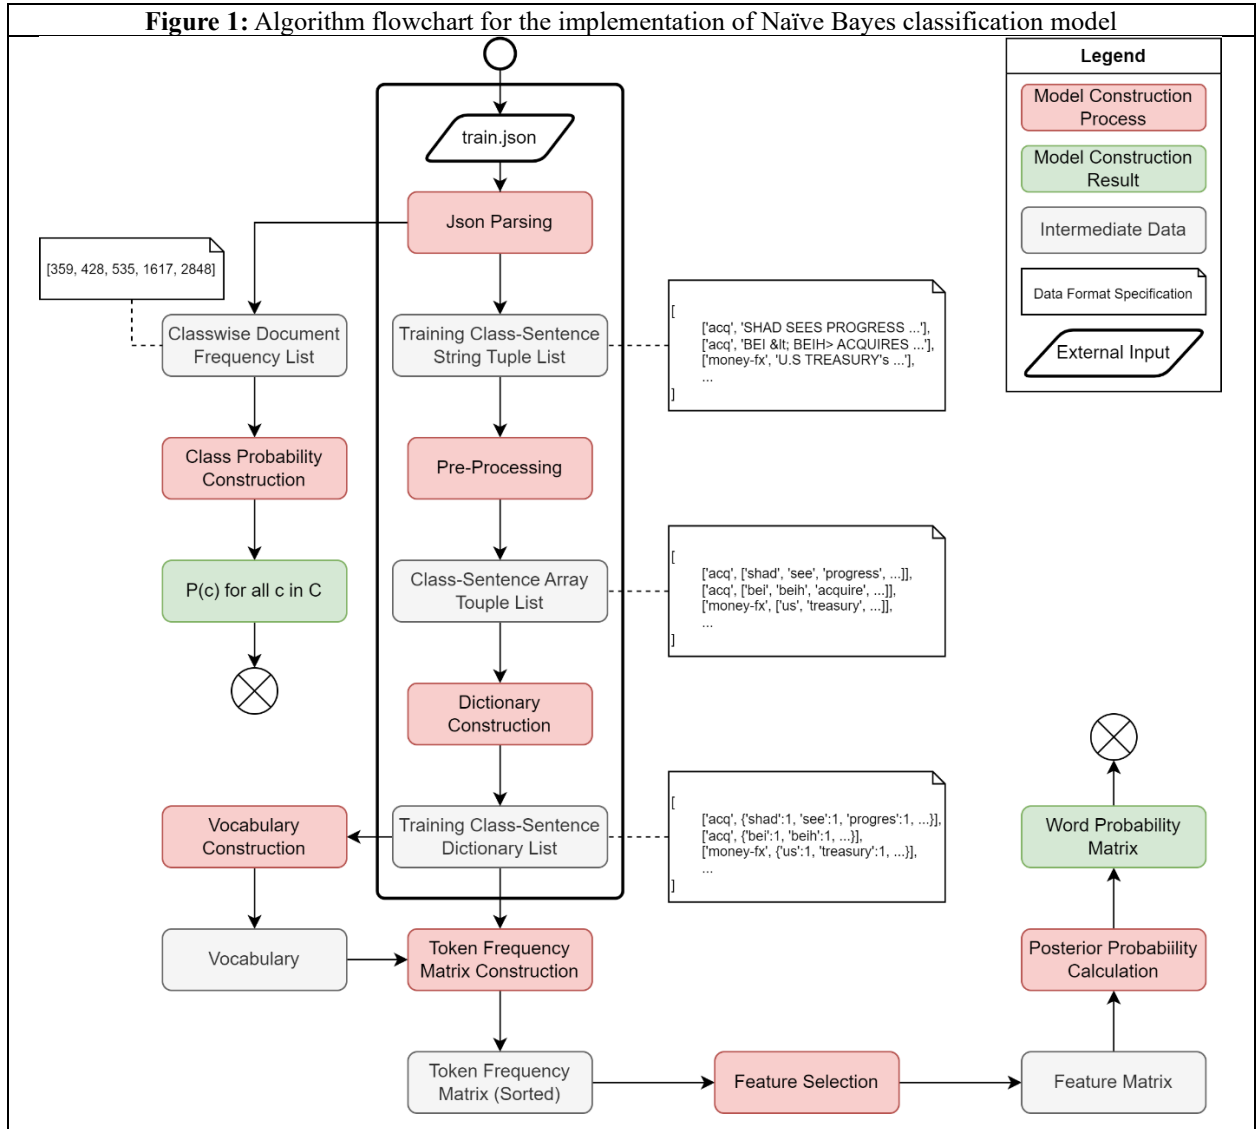 Figure 1: Algorithm flowchart for the implementation of Naïve Bayes classification model
Legend
Model Construction
Process
Model Construction
Result
Intermediate Data
Data Format Specification
External Input
train.json
Json Parsing
[359, 428, 535, 1617, 2848]
Classwise Document
Frequency List
Training Class-Sentence
String Tuple List
[
['acq', 'SHAD SEES PROGRESS ...'],
['acq', 'BEI &lt; BEIH> ACQUIRES ...'],
['money-fx', 'U.S TREASURY's ...'],
...
]
Class Probability
Construction
Pre-Processing
P(c) for all c in C
Class-Sentence Array
Touple List
[
['acq', ['shad', 'see', 'progress', ...]],
['acq', ['bei', 'beih', 'acquire', ...]],
['money-fx', ['us', 'treasury', ...]],
...
]
Dictionary
Construction
Vocabulary
Construction
Training Class-Sentence
Dictionary List
[
['acq', {'shad':1, 'see':1, 'progres':1, ...}],
['acq', {'bei':1, 'beih':1, ...}],
['money-fx', {'us':1, 'treasury':1, ...}],
...
]
Word Probability
Matrix
Vocabulary
Token Frequency
Matrix Construction
Posterior Probabiility
Calculation
Token Frequency
Matrix (Sorted)
Feature Selection
Feature Matrix